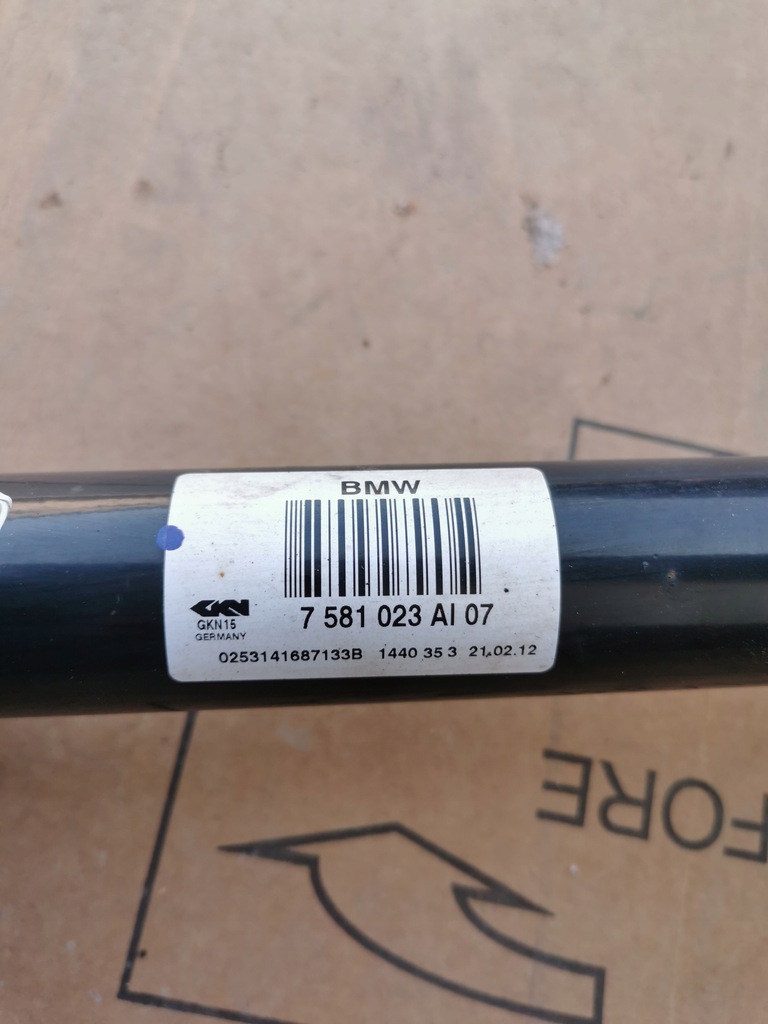 BMW
GKN
GKN15
GERMANY
7 581 023 AI 07
0253141687133B 1440 35 3 21.02.12
FORE